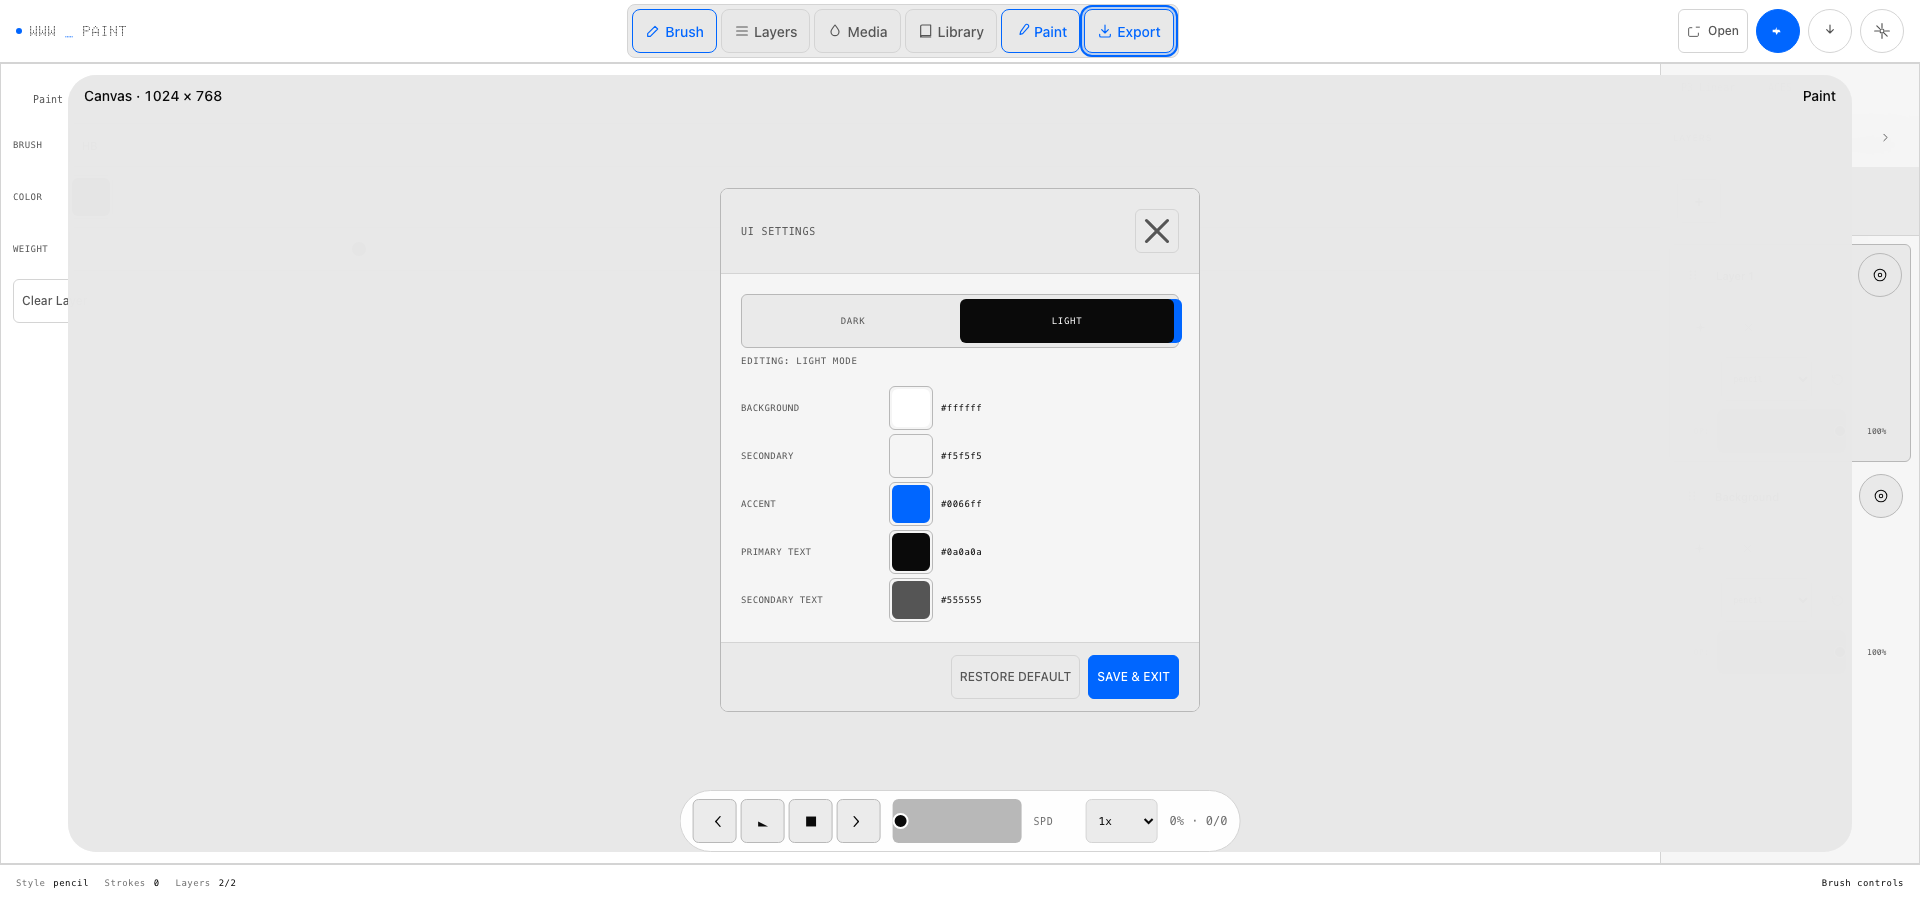 WWW _ PAINT
Brush
Layers
Media
Library
Paint
Export
Open
Paint
Canvas · 1024 × 768
Paint
BRUSH
COLOR
WEIGHT
Clear La
UI SETTINGS
DARK
LIGHT
EDITING: LIGHT MODE
BACKGROUND #ffffff
SECONDARY #f5f5f5
ACCENT #0066ff
PRIMARY TEXT #0a0a0a
SECONDARY TEXT #555555
RESTORE DEFAULT
SAVE & EXIT
100%
100%
SPD
1x
0% · 0/0
Style pencil Strokes 0 Layers 2/2
Brush controls